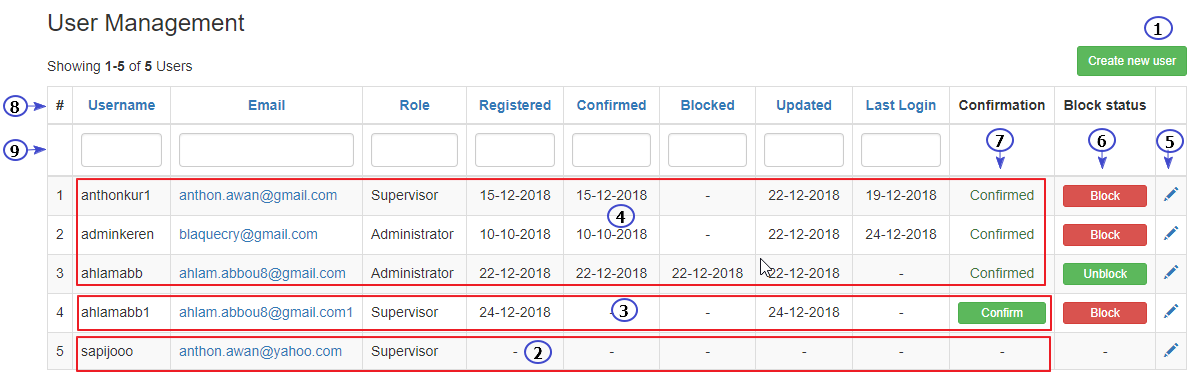 User Management
1
Create new user
Showing 1-5 of 5 Users
8 # Username Email Role Registered Confirmed Blocked Updated Last Login Confirmation Block status
9 7 6 5
1 anthonkur1 anthon.awan@gmail.com Supervisor 15-12-2018 15-12-2018 - 22-12-2018 19-12-2018 Confirmed Block
4
2 adminkeren blaquecry@gmail.com Administrator 10-10-2018 10-10-2018 - 22-12-2018 24-12-2018 Confirmed Block
3 ahlamabb ahlam.abbou8@gmail.com Administrator 22-12-2018 22-12-2018 22-12-2018 22-12-2018 - Confirmed Unblock
4 ahlamabb1 ahlam.abbou8@gmail.com1 Supervisor 24-12-2018 - 3 - 24-12-2018 - Confirm Block
5 sapijooo anthon.awan@yahoo.com Supervisor - 2 - - - - - -